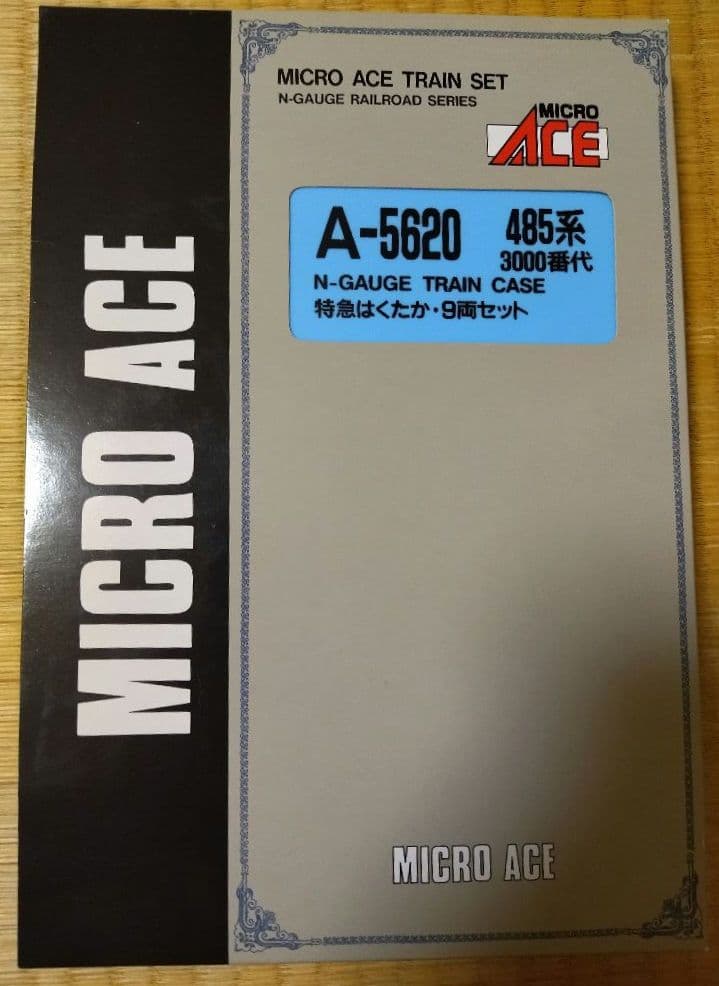 MICRO ACE
MICRO ACE TRAIN SET
N-GAUGE RAILROAD SERIES
MICRO
ACE
A-5620 485系
3000番代
N-GAUGE TRAIN CASE
特急はくたか・9両セット
MICRO ACE